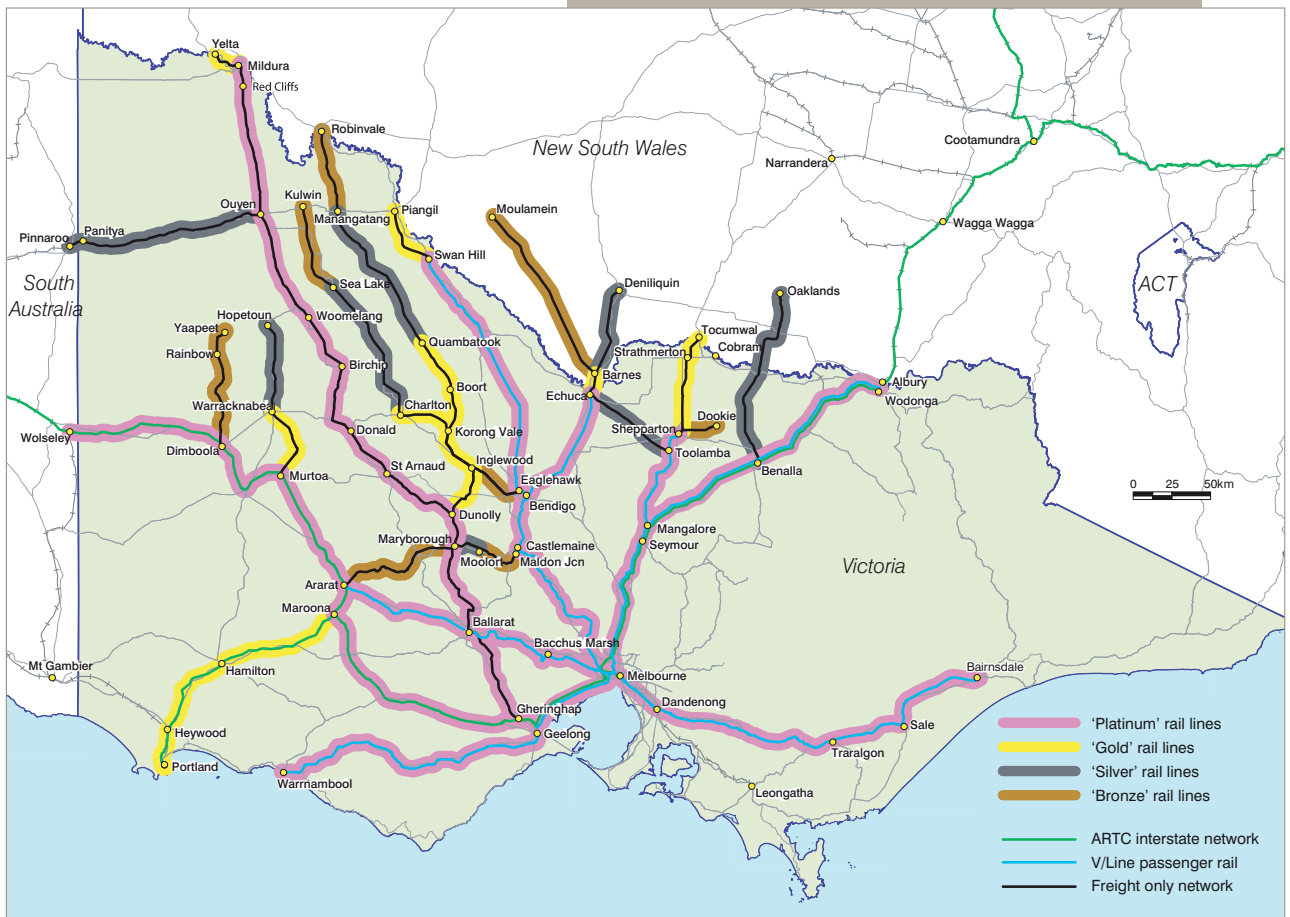 Yelta
Mildura
Red Cliffs
Robinvale
New South Wales
Cootamundra
Narrandera
Kulwin
Ouyen
Manangatang
Piangil
Moulamein
Wagga Wagga
Panitya
Pinnaroo
Swan Hill
South
Australia
Sea Lake
Deniliquin
Oaklands
ACT
Hopetoun
Woomelang
Yaapeet
Rainbow
Quambatook
Tocumwal
Strathmerton
Cobram
Birchip
Barnes
Boort
Echuca
Albury
Wodonga
Warracknabeal
Charlton
Dookie
Wolseley
Donald
Korong Vale
Shepparton
Dimboola
Toolamba
St Arnaud
Inglewood
Benalla
Murtoa
Eaglehawk
Bendigo
0 25 50km
Dunolly
Mangalore
Seymour
Maryborough
Castlemaine
Moolort
Maldon Jcn
Victoria
Ararat
Maroona
Ballarat
Bacchus Marsh
Mt Gambier
Hamilton
Melbourne
Bairnsdale
Dandenong
Gheringhap
Heywood
Geelong
Sale
Traralgon
Portland
Warrnambool
Leongatha
'Platinum' rail lines
'Gold' rail lines
'Silver' rail lines
'Bronze' rail lines
ARTC interstate network
V/Line passenger rail
Freight only network